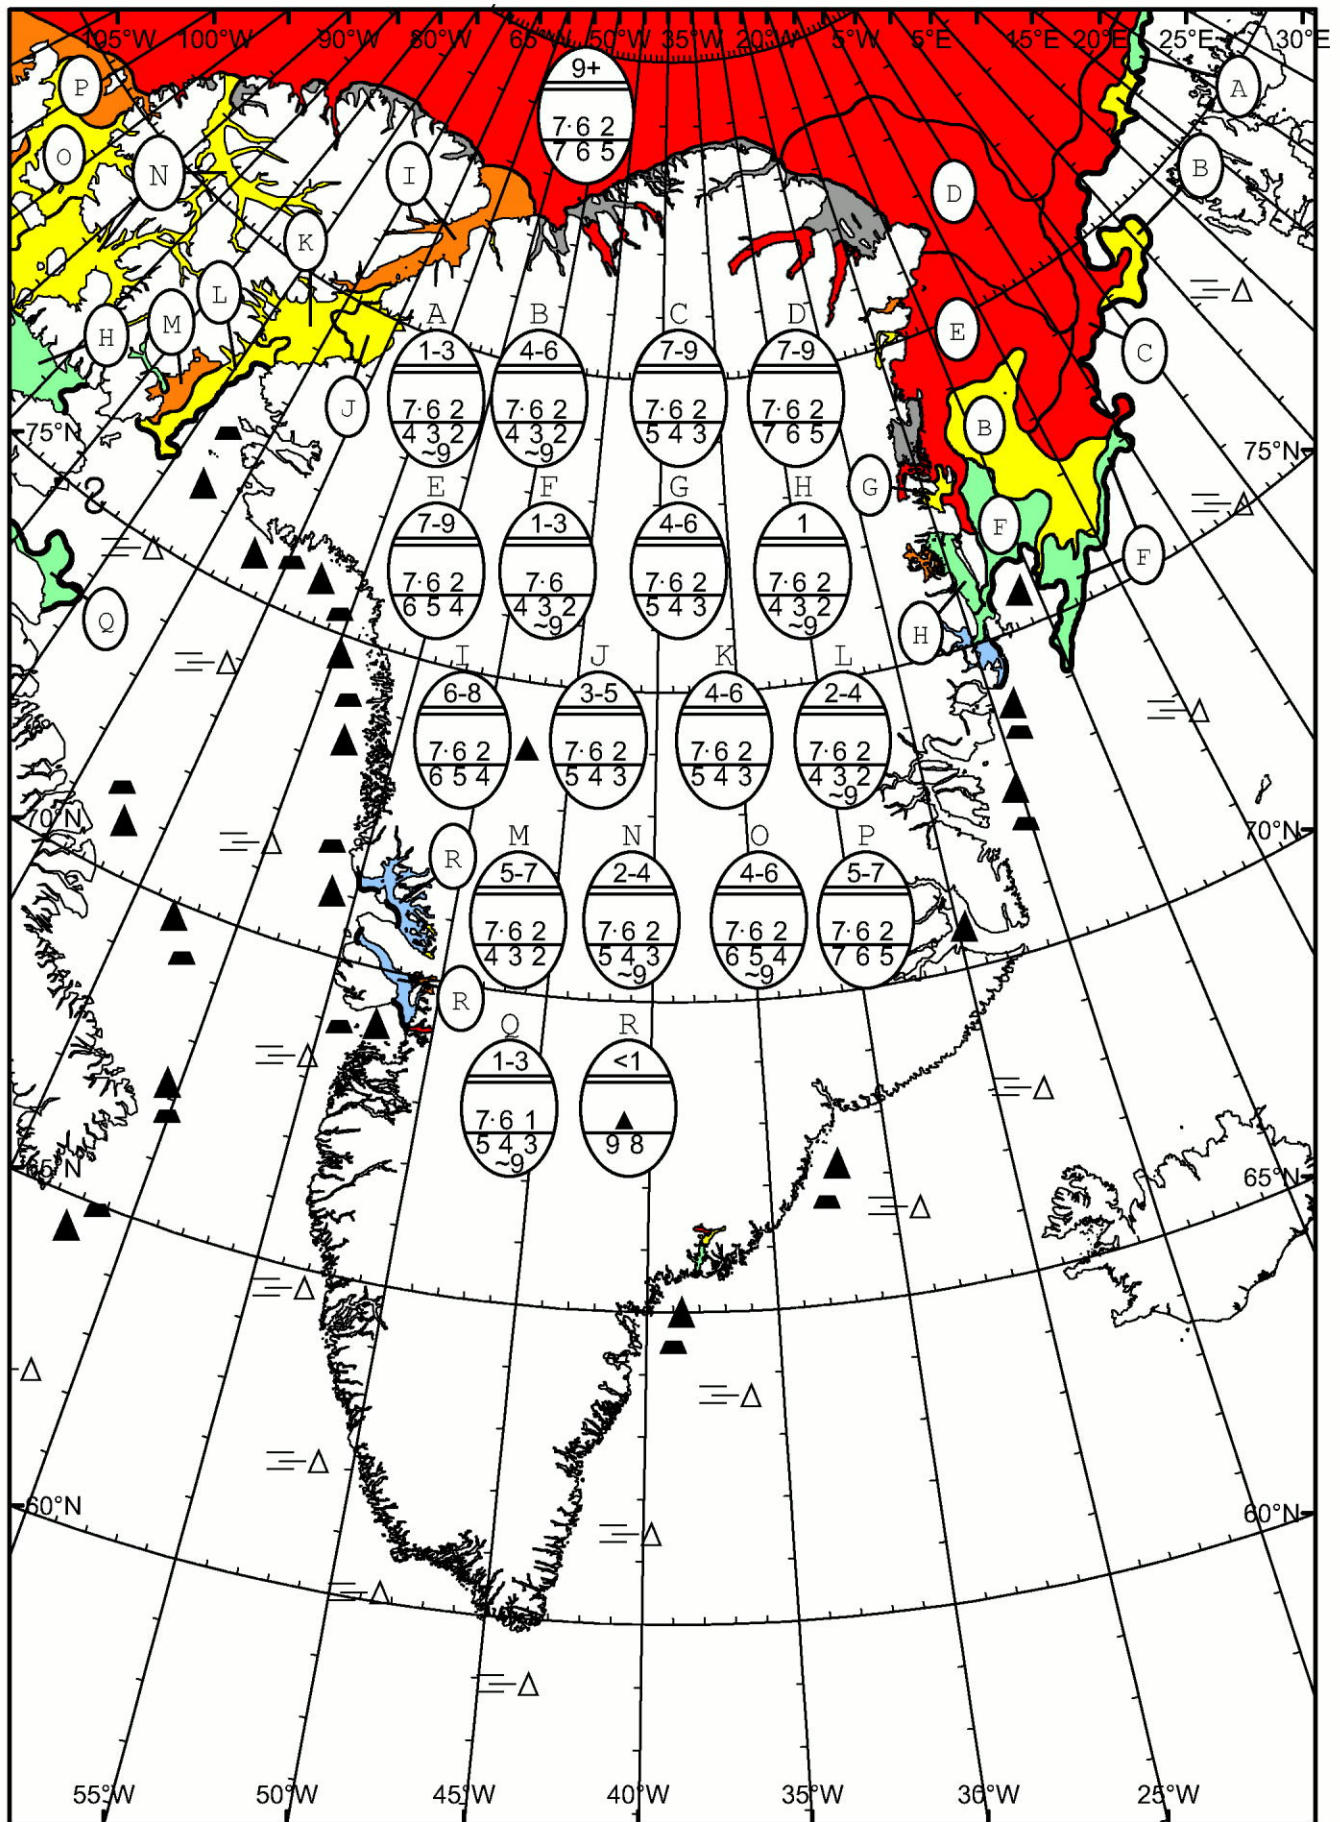 105°W 100°W 90°W 80°W 65°W 50°W 35°W 20°W 5°W 5°E 15°E 20°E 25°E 30°E
9+
7· 6 2
7 6 5
P
A
O
N
I
B
D
K
L
H
M
E
C
J
A B C D
1-3 4-6 7-9 7-9
7· 6 2 7· 6 2 7· 6 2 7· 6 2
4 3 2 4 3 2 5 4 3 7 6 5
~9 ~9
B
75°N 75°N
G
E F G H
1-3
7-9 4-6 1
F
F
7· 6 2 7· 6 7· 6 2 7· 6 2
6 5 4 4 3 2 5 4 3 4 3 2
~9 ~9
Q
H
I J K L
6-8 3-5 4-6 2-4
7· 6 2 7· 6 2 7· 6 2 7· 6 2
6 5 4 5 4 3 5 4 3 4 3 2
~9
70°N 70°N
M N O P
R
5-7 2-4 4-6 5-7
7· 6 2 7· 6 2 7· 6 2 7· 6 2
4 3 2 5 4 3 6 5 4 7 6 5
~9 ~9
R
Q R
1-3 <1
7· 6 1
5 4 3 9 8
~9
65°N 65°N
60°N 60°N
55°W 50°W 45°W 40°W 35°W 30°W 25°W